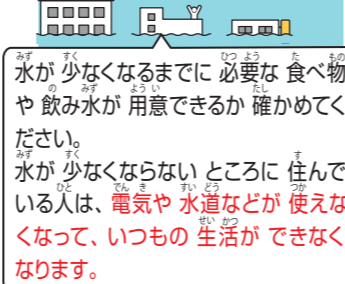 水が 少なくなるまでに 必要な 食べ物
や 飲み水が 用意できるか 確かめてく
ださい。
水が 少なくならない ところに 住んで
いる人は、電気や 水道などが 使えな
くなって、いつもの 生活が できなく
なります。